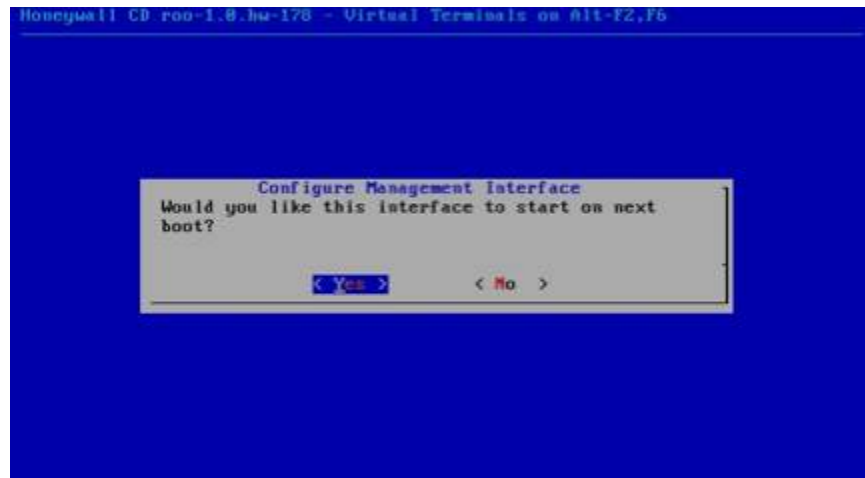 Honeywall CD roo-1.0.hw-178 - Virtual Terminals on Alt-F2,F6
Configure Management Interface
Would you like this interface to start on next
boot?
< Yes > < No >